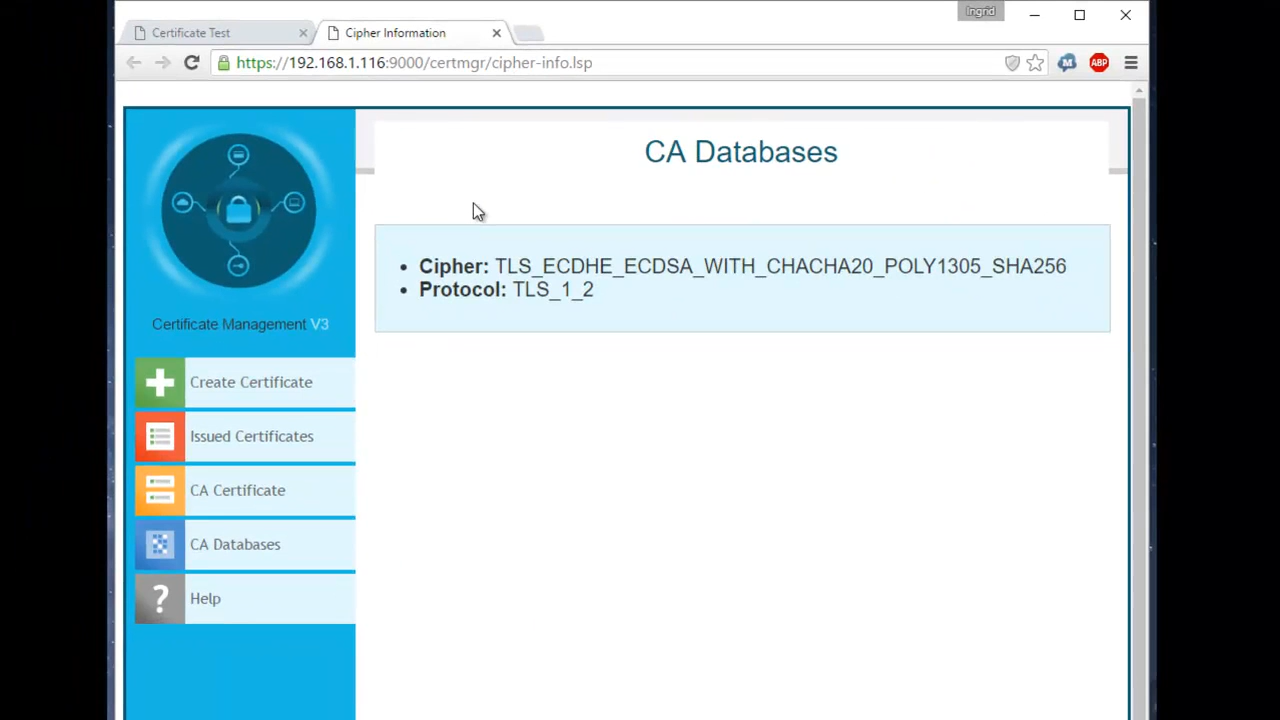 Ingrid
Certificate Test
Cipher Information
https://192.168.1.116:9000/certmgr/cipher-info.lsp
M
ABP
CA Databases
Cipher: TLS_ECDHE_ECDSA_WITH_CHACHA20_POLY1305_SHA256
Protocol: TLS_1_2
Certificate Management V3
Create Certificate
Issued Certificates
CA Certificate
CA Databases
? Help